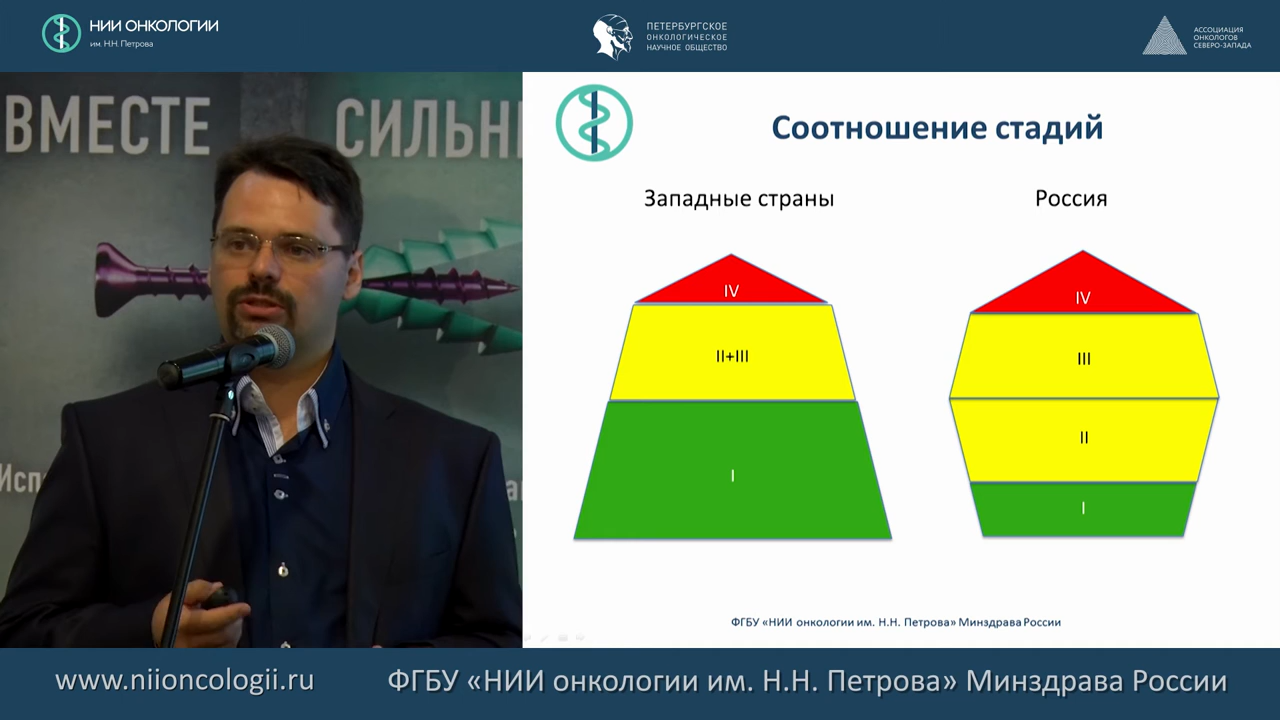 НИИ ОНКОЛОГИИ
им. Н.Н. Петрова
ПЕТЕРБУРГСКОЕ
ОНКОЛОГИЧЕСКОЕ
НАУЧНОЕ ОБЩЕСТВО
АССОЦИАЦИЯ
ОНКОЛОГОВ
СЕВЕРО-ЗАПАДА
ВМЕСТЕ
Соотношение стадий
Западные страны
Россия
IV
II+III
I
IV
III
II
I
ФГБУ «НИИ онкологии им. Н.Н. Петрова» Минздрава России
www.niioncologii.ru
ФГБУ «НИИ онкологии им. Н.Н. Петрова» Минздрава России